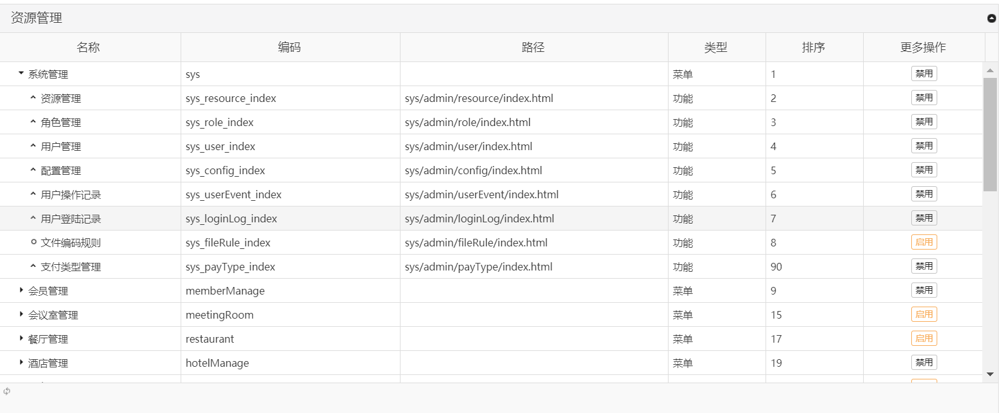 资源管理
名称 编码 路径 类型 排序 更多操作
系统管理 sys 菜单 1 禁用
资源管理 sys_resource_index sys/admin/resource/index.html 功能 2 禁用
角色管理 sys_role_index sys/admin/role/index.html 功能 3 禁用
用户管理 sys_user_index sys/admin/user/index.html 功能 4 禁用
配置管理 sys_config_index sys/admin/config/index.html 功能 5 禁用
用户操作记录 sys_userEvent_index sys/admin/userEvent/index.html 功能 6 禁用
用户登陆记录 sys_loginLog_index sys/admin/loginLog/index.html 功能 7 禁用
文件编码规则 sys_fileRule_index sys/admin/fileRule/index.html 功能 8 启用
支付类型管理 sys_payType_index sys/admin/payType/index.html 功能 90 禁用
会员管理 memberManage 菜单 9 禁用
会议室管理 meetingRoom 菜单 15 启用
餐厅管理 restaurant 菜单 17 启用
酒店管理 hotelManage 菜单 19 禁用